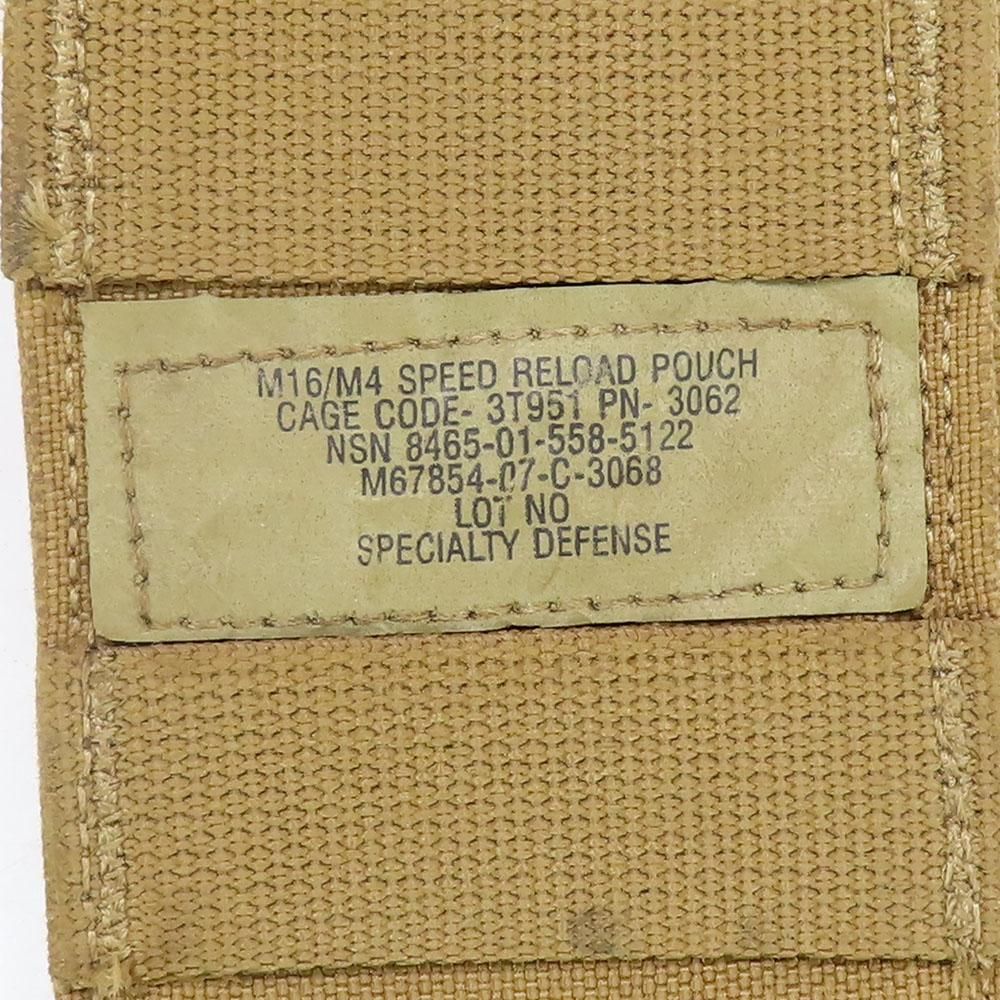 M16/M4 SPEED RELOAD POUCH
CAGE CODE- 3T951 PN- 3062
NSN 8465-01-558-5122
M67854-07-C-3068
LOT NO
SPECIALTY DEFENSE